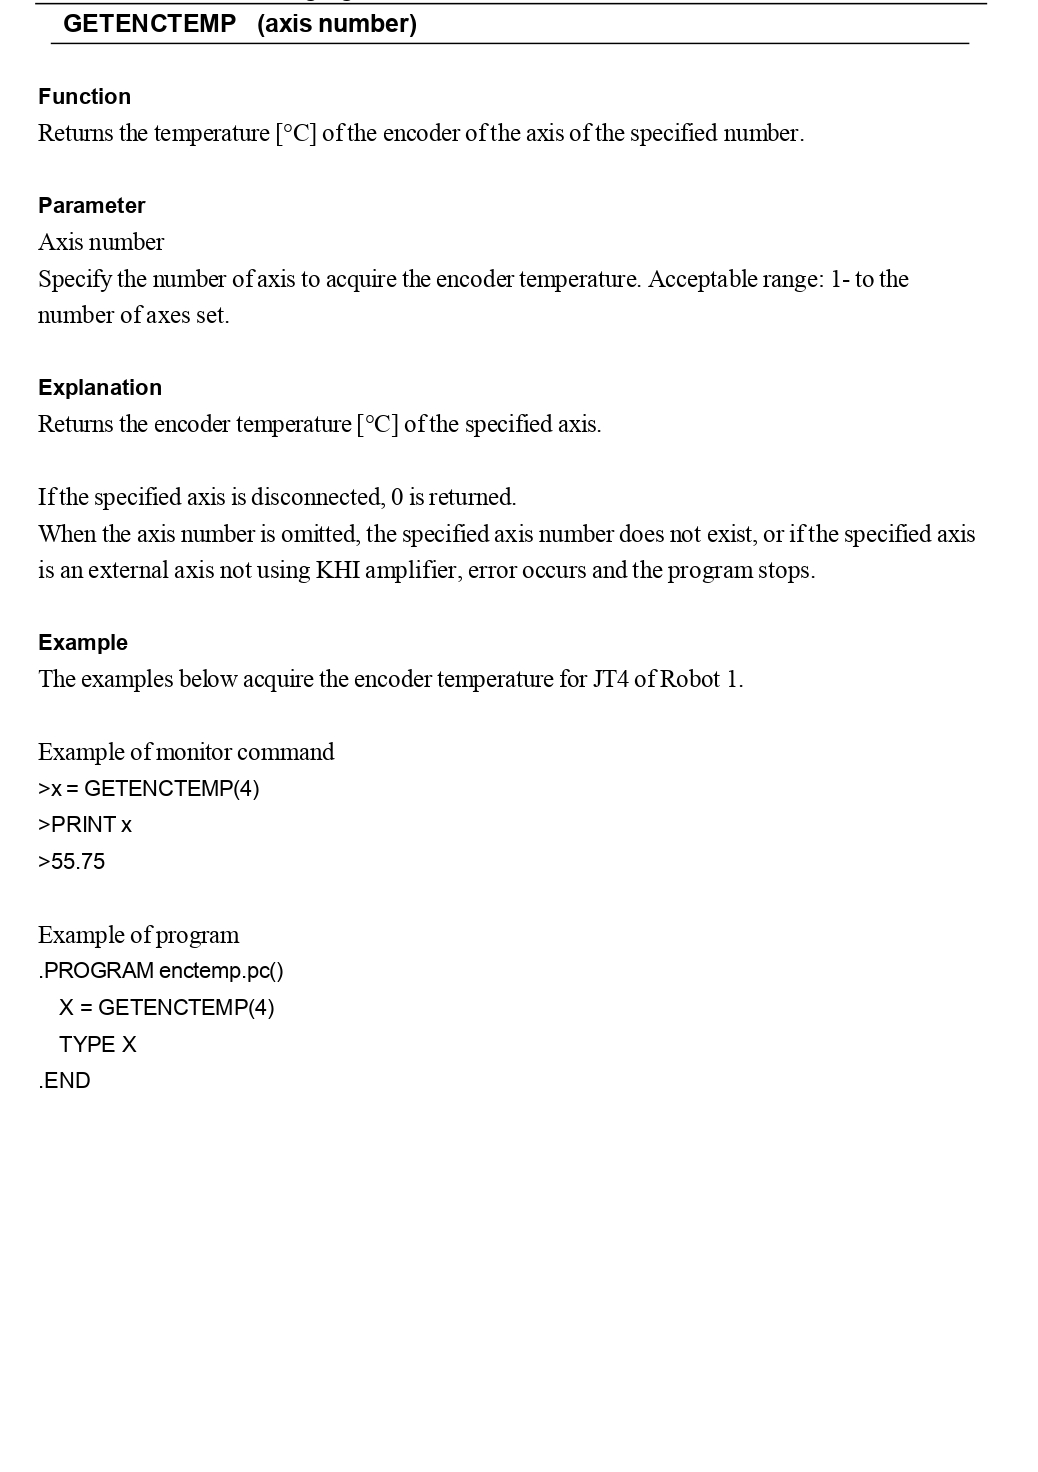 GETENCTEMP (axis number)
Function
Returns the temperature [°C] of the encoder of the axis of the specified number.
Parameter
Axis number
Specify the number of axis to acquire the encoder temperature. Acceptable range: 1- to the
number of axes set.
Explanation
Returns the encoder temperature [°C] of the specified axis.
If the specified axis is disconnected, 0 is returned.
When the axis number is omitted, the specified axis number does not exist, or if the specified axis
is an external axis not using KHI amplifier, error occurs and the program stops.
Example
The examples below acquire the encoder temperature for JT4 of Robot 1.
Example of monitor command
>x = GETENCTEMP(4)
>PRINT x
>55.75
Example of program
.PROGRAM enctemp.pc()
X = GETENCTEMP(4)
TYPE X
.END